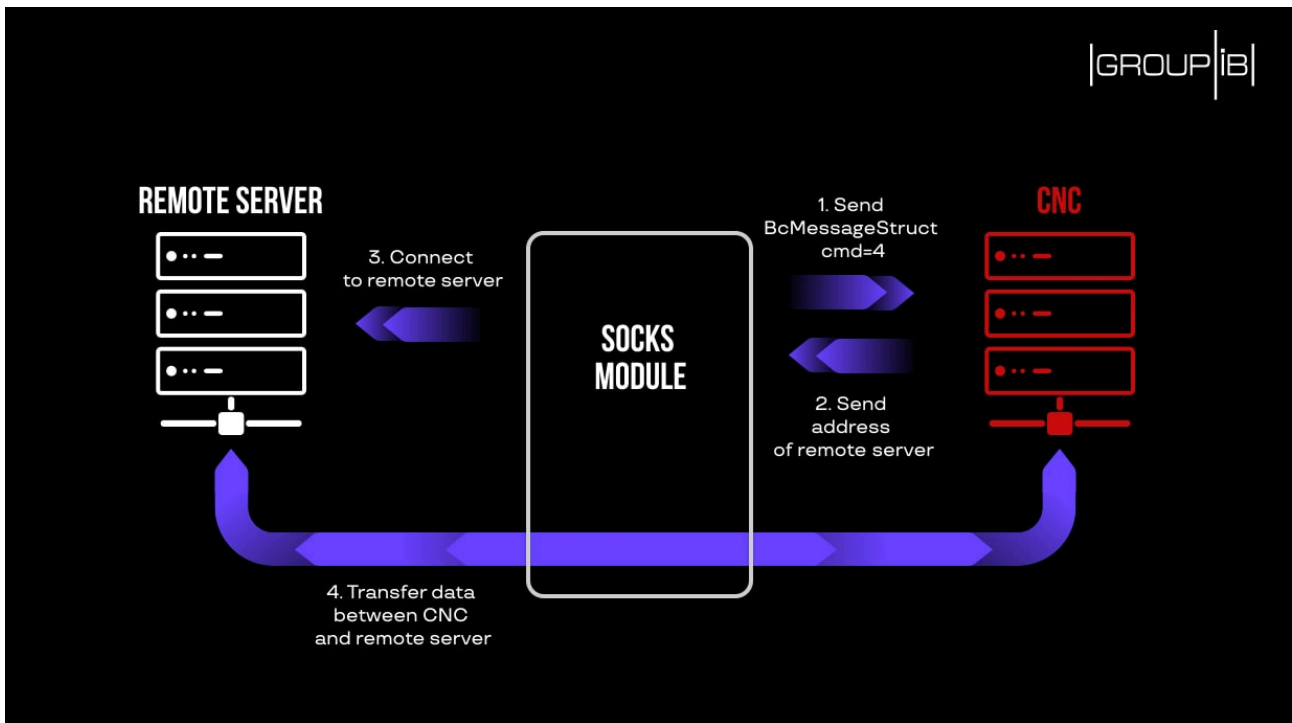 GROUP iB
REMOTE SERVER
3. Connect
to remote server
SOCKS
MODULE
1. Send
BcMessageStruct
cmd=4
CNC
2. Send
address
of remote server
4. Transfer data
between CNC
and remote server